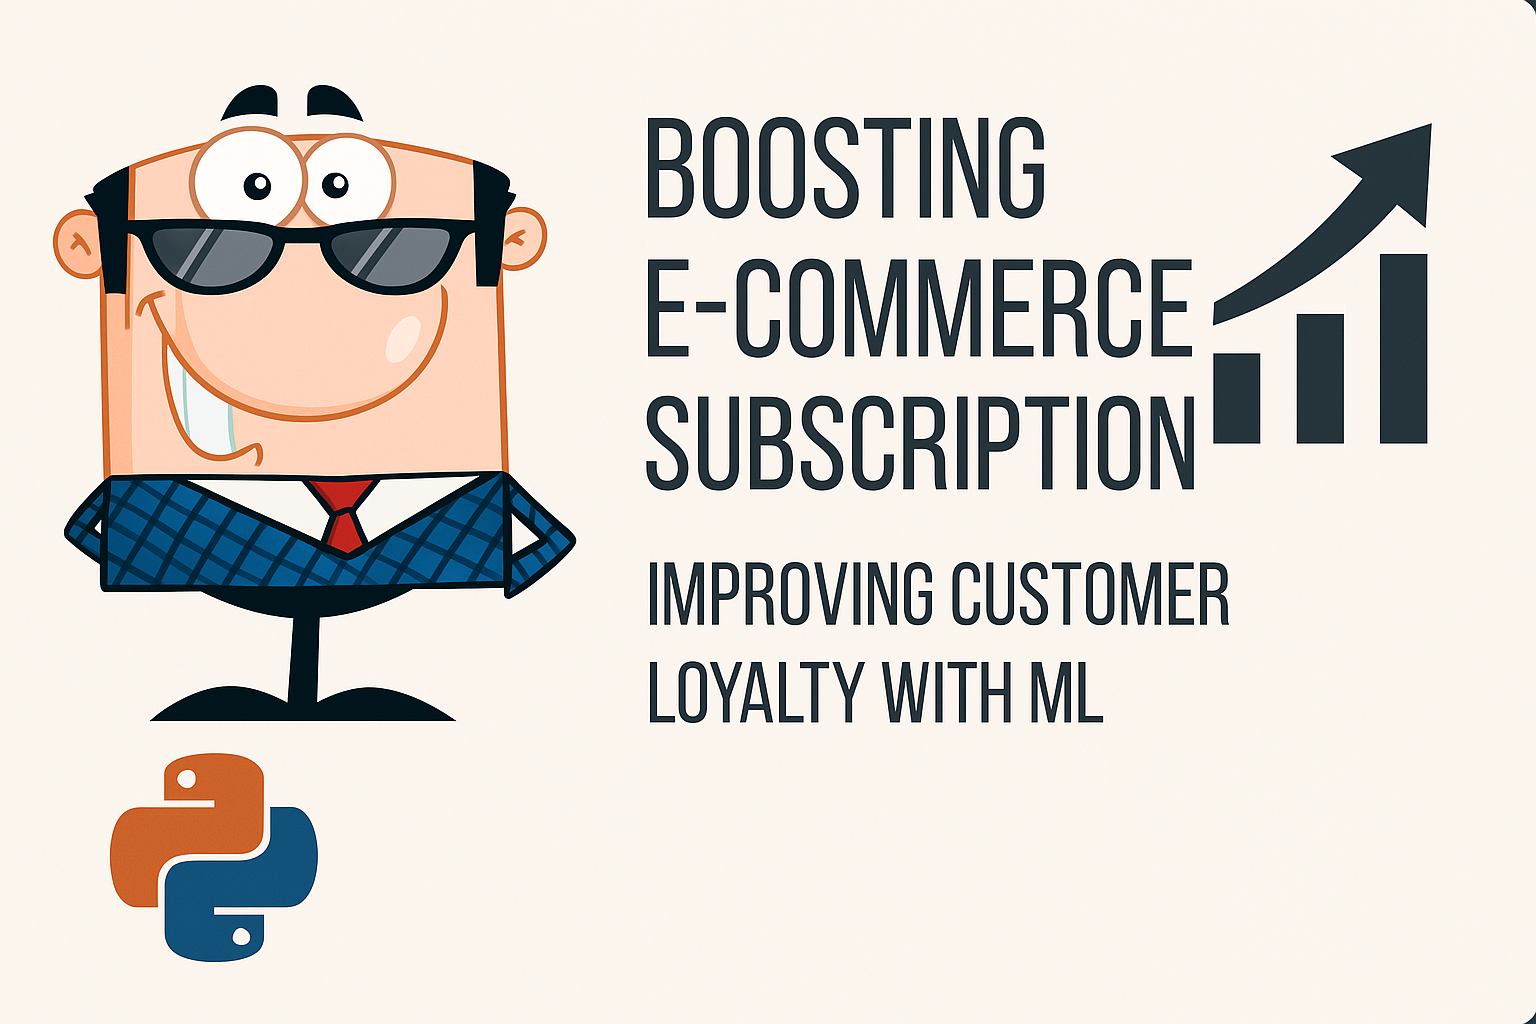 BOOSTING
E-COMMERCE
SUBSCRIPTION
IMPROVING CUSTOMER
LOYALTY WITH ML